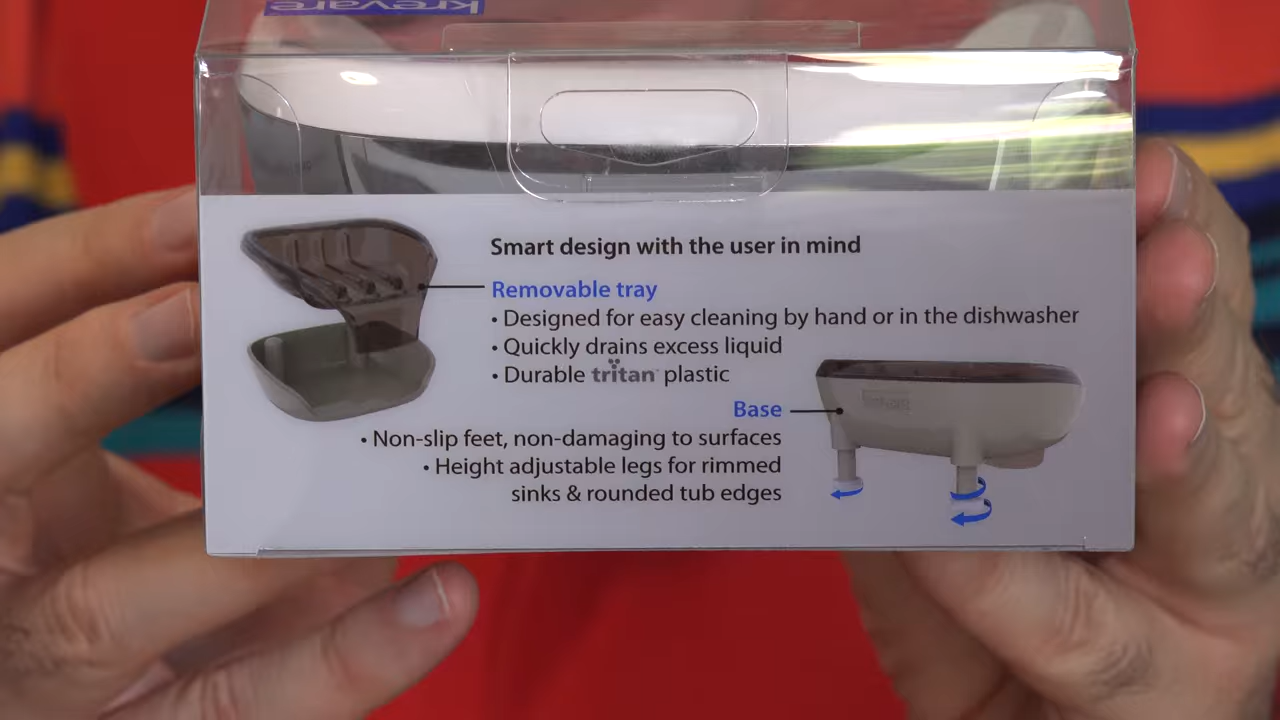 krevare
Smart design with the user in mind
Removable tray
• Designed for easy cleaning by hand or in the dishwasher
• Quickly drains excess liquid
• Durable tritan plastic
Base
• Non-slip feet, non-damaging to surfaces
• Height adjustable legs for rimmed
sinks & rounded tub edges